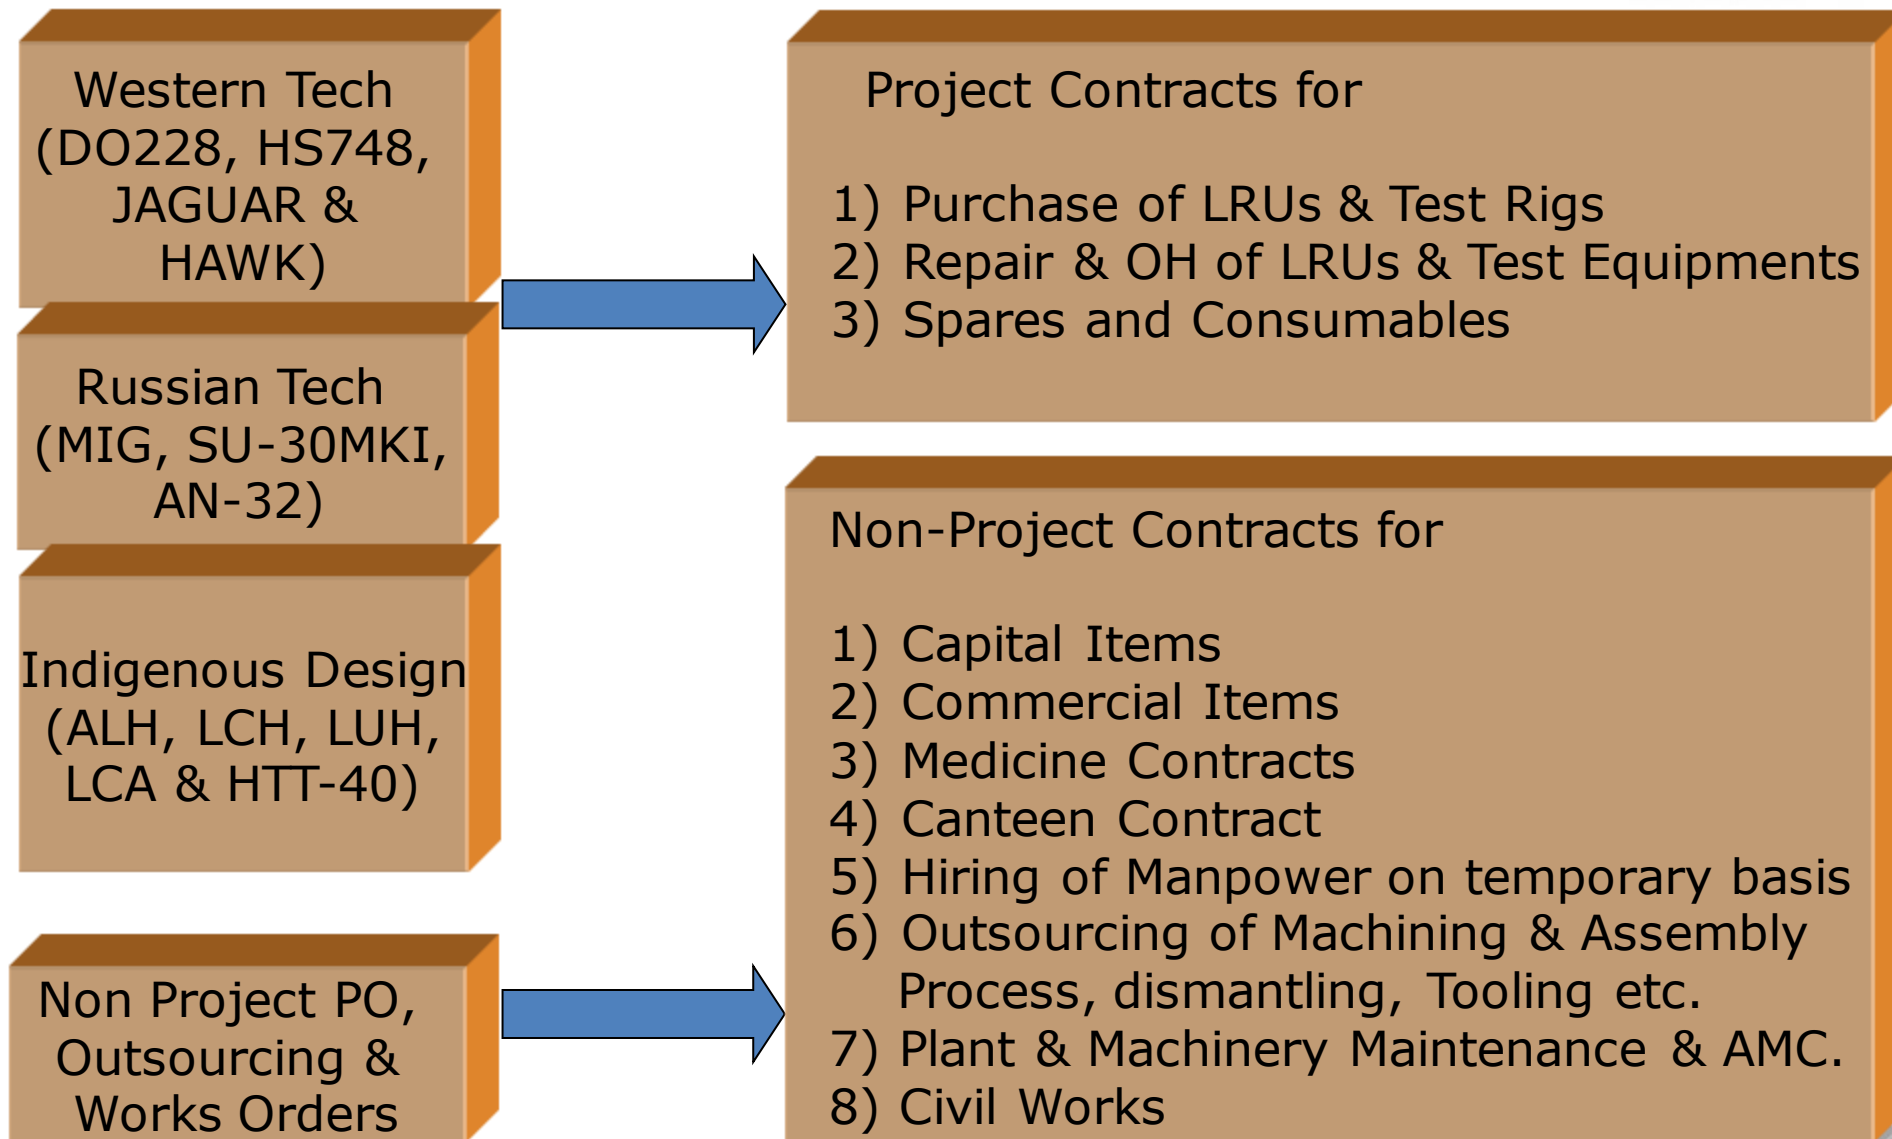 Western Tech
(DO228, HS748,
JAGUAR &
HAWK)
Russian Tech
(MIG, SU-30MKI,
AN-32)
Indigenous Design
(ALH, LCH, LUH,
LCA & HTT-40)
Non Project PO,
Outsourcing &
Works Orders
Project Contracts for
1) Purchase of LRUs & Test Rigs
2) Repair & OH of LRUs & Test Equipments
3) Spares and Consumables
Non-Project Contracts for
1) Capital Items
2) Commercial Items
3) Medicine Contracts
4) Canteen Contract
5) Hiring of Manpower on temporary basis
6) Outsourcing of Machining & Assembly
Process, dismantling, Tooling etc.
7) Plant & Machinery Maintenance & AMC.
8) Civil Works